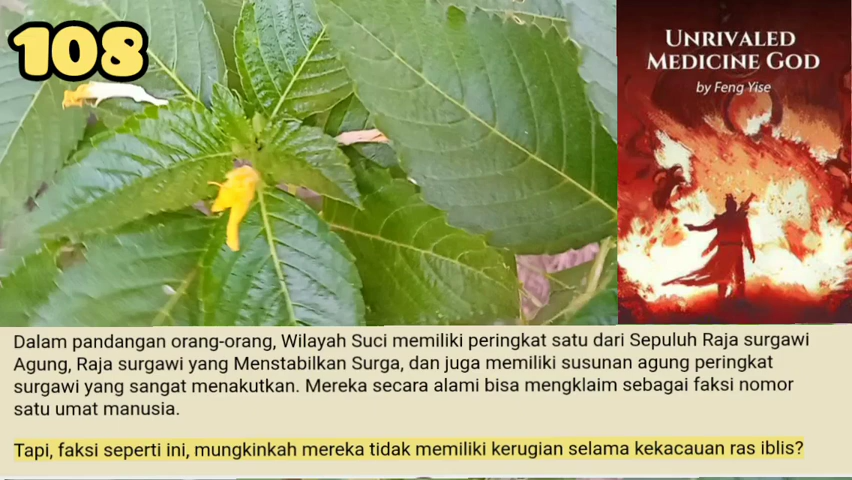 108
UNRIVALED
MEDICINE GOD
by Feng Yise
Dalam pandangan orang-orang, Wilayah Suci memiliki peringkat satu dari Sepuluh Raja surgawi
Agung, Raja surgawi yang Menstabilkan Surga, dan juga memiliki susunan agung peringkat
surgawi yang sangat menakutkan. Mereka secara alami bisa mengklaim sebagai faksi nomor
satu umat manusia.
Tapi, faksi seperti ini, mungkinkah mereka tidak memiliki kerugian selama kekacauan ras iblis?